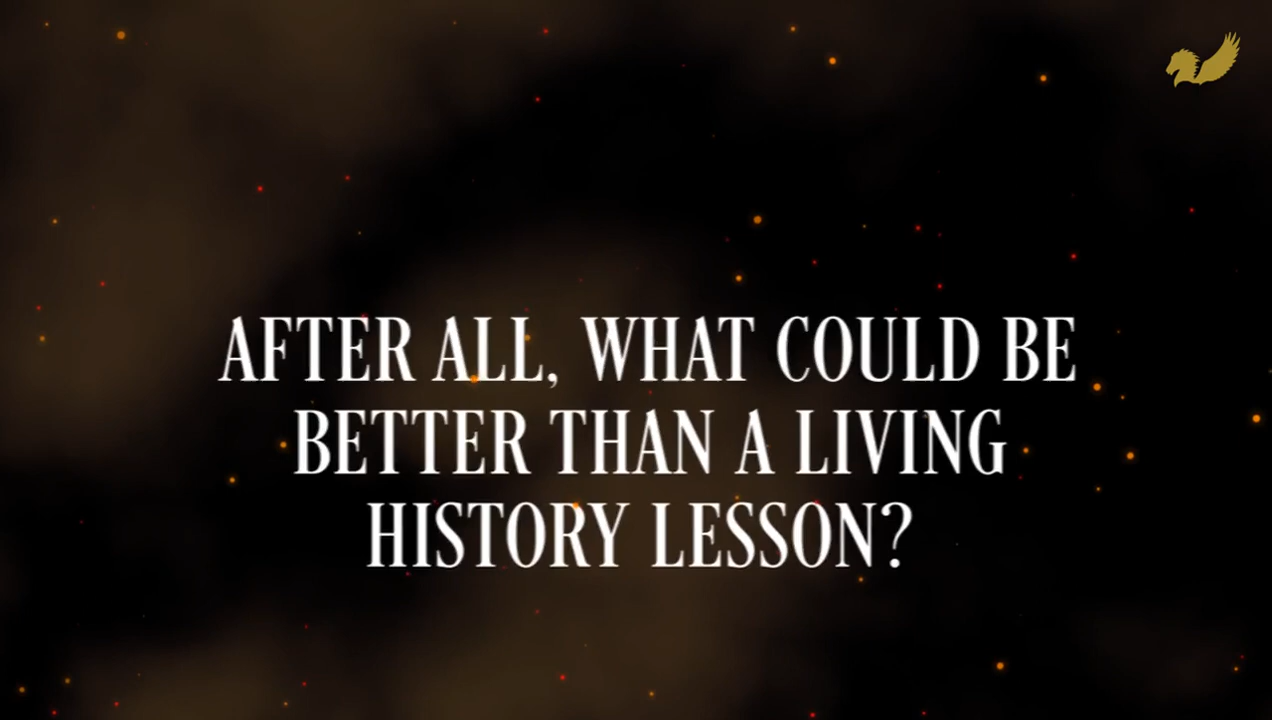 AFTER ALL, WHAT COULD BE
BETTER THAN A LIVING
HISTORY LESSON?